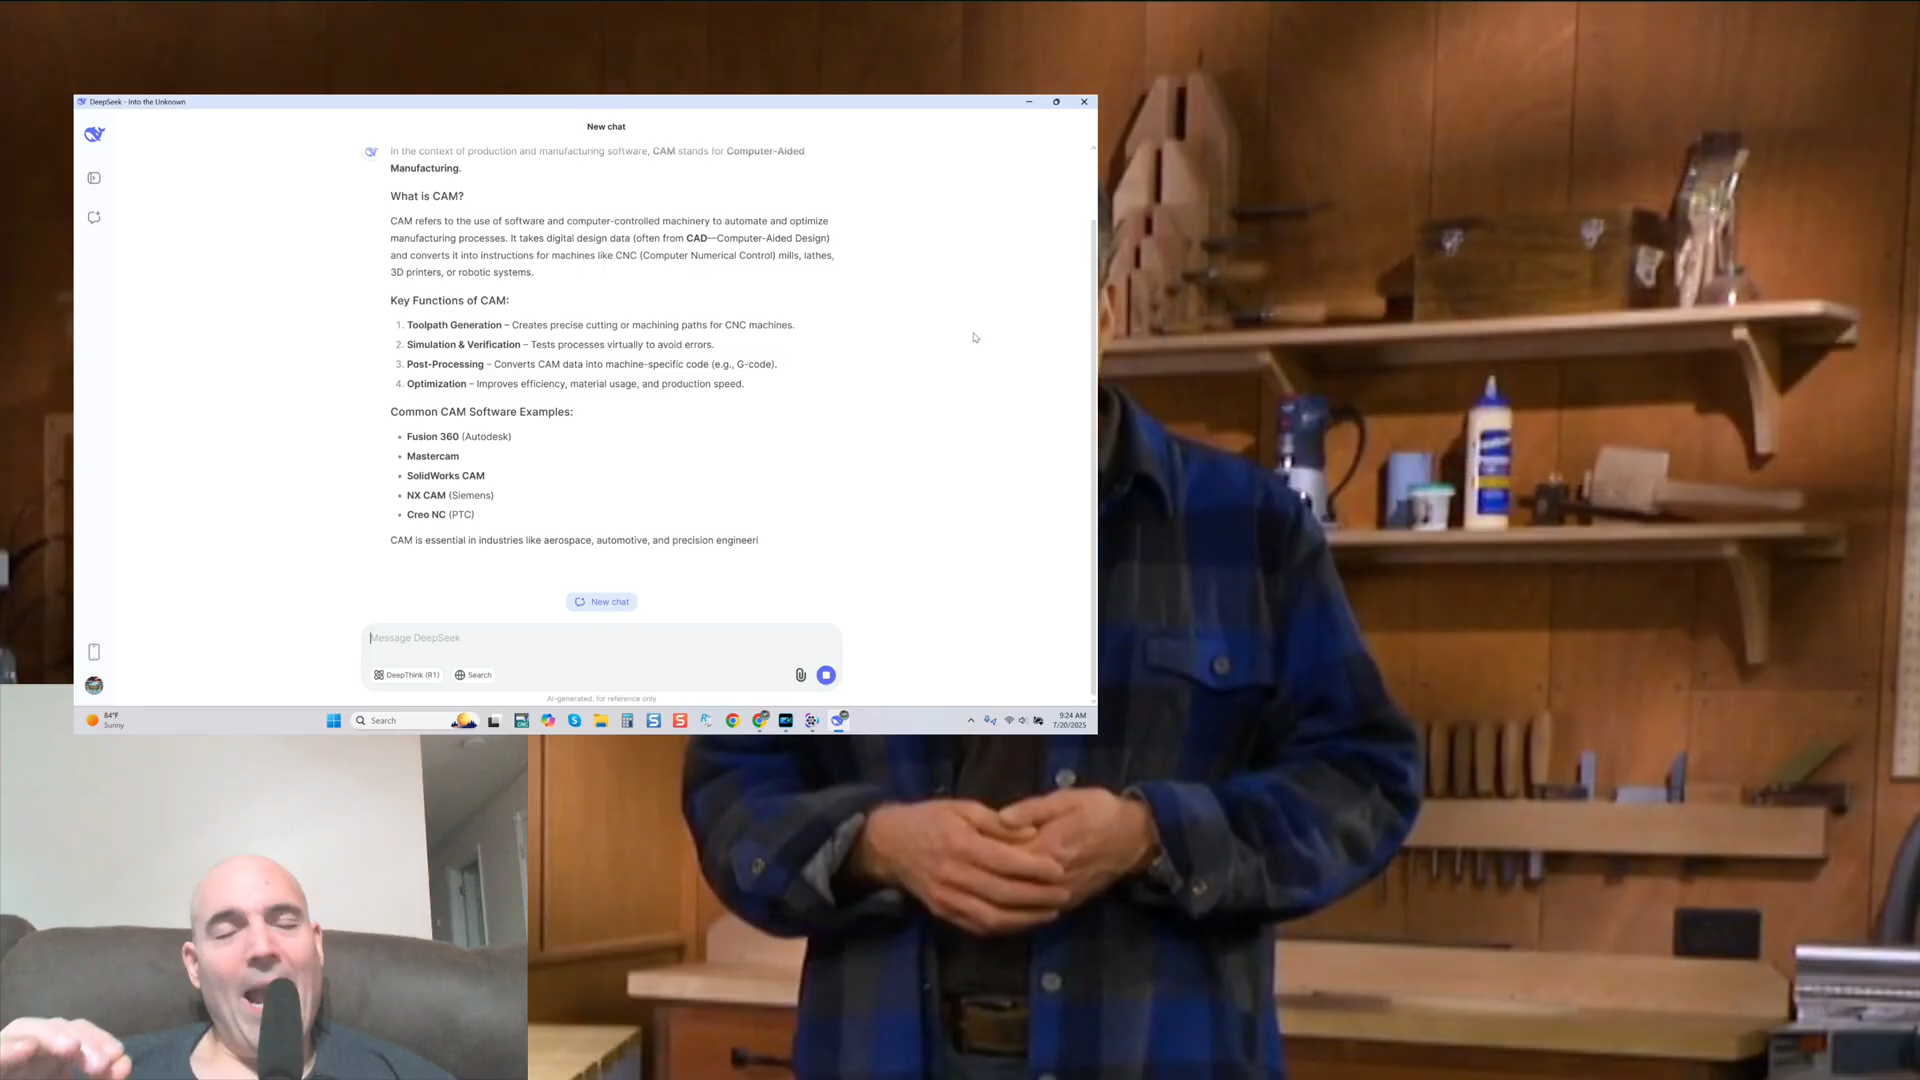 DeepSeek - Into the Unknown
New chat
In the context of production and manufacturing software, CAM stands for Computer-Aided
Manufacturing.
What is CAM?
CAM refers to the use of software and computer-controlled machinery to automate and optimize
manufacturing processes. It takes digital design data (often from CAD—Computer-Aided Design)
and converts it into instructions for machines like CNC (Computer Numerical Control) mills, lathes,
3D printers, or robotic systems.
Key Functions of CAM:
1. Toolpath Generation – Creates precise cutting or machining paths for CNC machines.
2. Simulation & Verification – Tests processes virtually to avoid errors.
3. Post-Processing – Converts CAM data into machine-specific code (e.g., G-code).
4. Optimization – Improves efficiency, material usage, and production speed.
Common CAM Software Examples:
• Fusion 360 (Autodesk)
• Mastercam
• SolidWorks CAM
• NX CAM (Siemens)
• Creo NC (PTC)
CAM is essential in industries like aerospace, automotive, and precision engineeri
New chat
Message DeepSeek
DeepThink (R1)
Search
AI-generated, for reference only
84°F
Sunny
Search
9:24 AM
7/20/2025